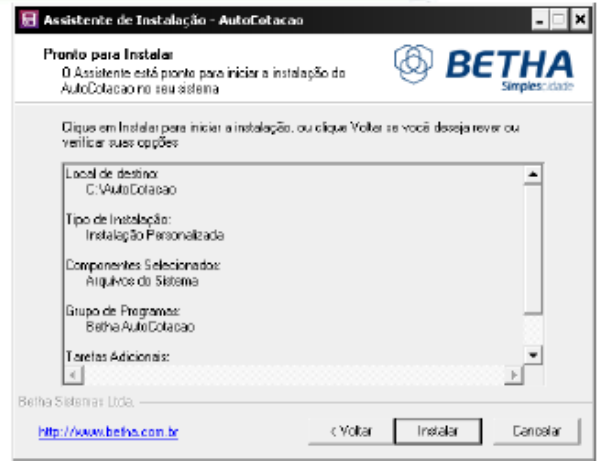 Assistente de Instalação - AutoCotacao
Pronto para Instalar
O Assistente está pronto para iniciar a instalação do
AutoCotacao no seu sistema
BETHA
Simplescidade
Clique em Instalar para iniciar a instalação, ou clique Voltar se você deseja rever ou
verificar suas opções
Local de destino:
C:\AutoCotacao
Tipo de Instalação:
Instalação Personalizada
Componentes Selecionados:
Arquivos do Sistema
Grupo de Programas:
Betha AutoCotacao
Tarefas Adicionais:
Betha Sistemas Ltda.
http://www.betha.com.br
< Voltar
Instalar
Cancelar